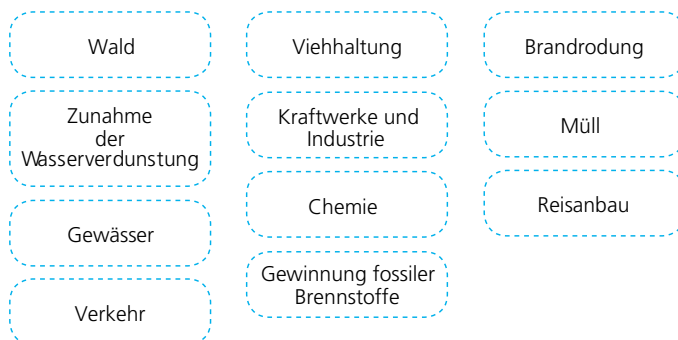 Wald
Zunahme
der
Wasserverdunstung
Gewässer
Verkehr
Viehhaltung
Kraftwerke und
Industrie
Chemie
Gewinnung fossiler
Brennstoffe
Brandrodung
Müll
Reisanbau